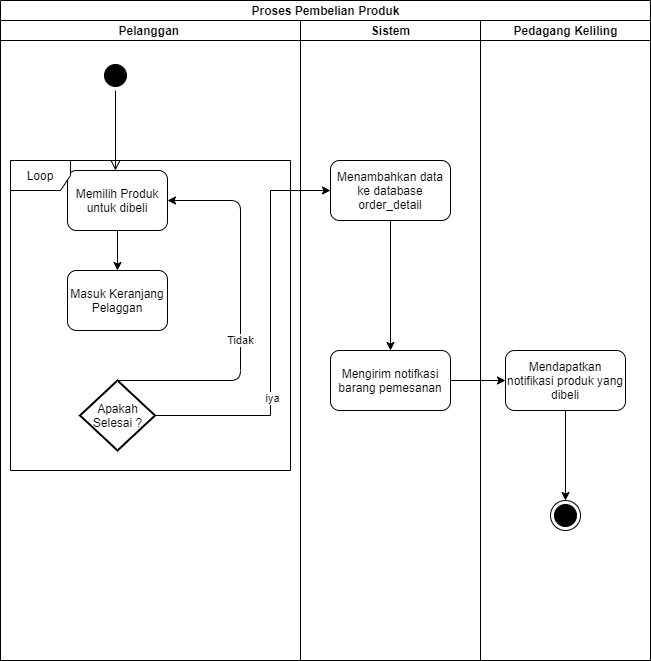 Proses Pembelian Produk
Pelanggan
Sistem
Pedagang Keliling
Loop
Memilih Produk
untuk dibeli
Masuk Keranjang
Pelaggan
Tidak
Apakah
Selesai ?
iya
Menambahkan data
ke database
order_detail
Mengirim notifkasi
barang pemesanan
Mendapatkan
notifikasi produk yang
dibeli